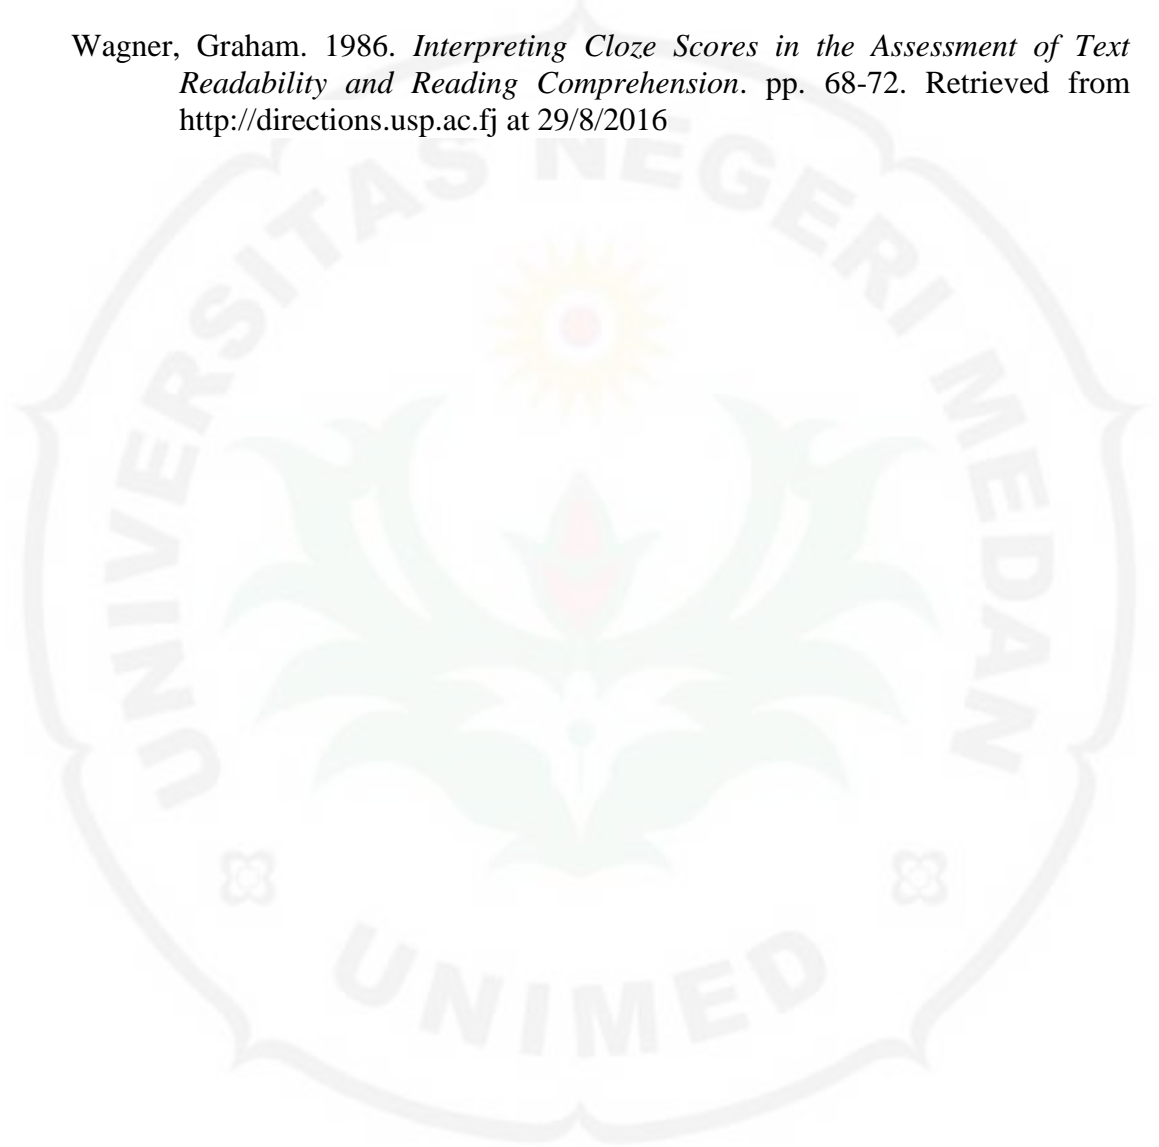 Wagner, Graham. 1986. Interpreting Cloze Scores in the Assessment of Text
Readability and Reading Comprehension. pp. 68-72. Retrieved from
http://directions.usp.ac.fj at 29/8/2016
UNIVERSITAS NEGERI MEDAN
UNIMED